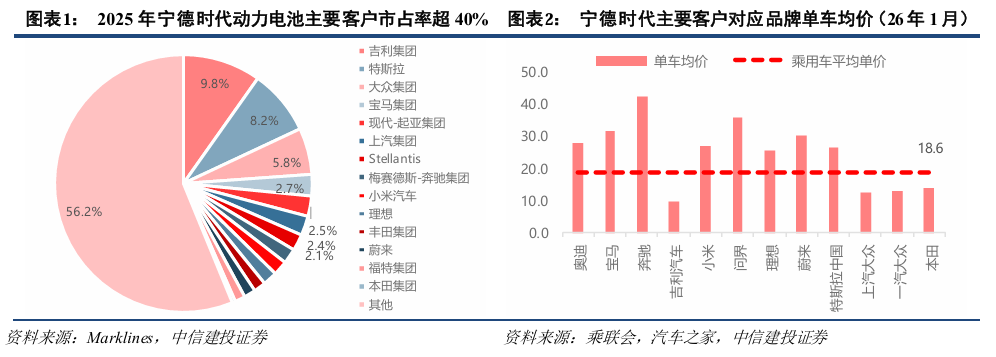 图表1： 2025 年宁德时代动力电池主要客户市占率超 40%
9.8%
8.2%
5.8%
2.7%
2.5%
2.4%
2.1%
56.2%
吉利集团
特斯拉
大众集团
宝马集团
现代-起亚集团
上汽集团
Stellantis
梅赛德斯-奔驰集团
小米汽车
理想
丰田集团
蔚来
福特集团
本田集团
其他
资料来源：Marklines，中信建投证券
图表2： 宁德时代主要客户对应品牌单车均价（26 年 1 月）
单车均价
乘用车平均单价
50.0
40.0
30.0
20.0
10.0
0.0
18.6
奥迪
宝马
奔驰
吉利汽车
小米
问界
理想
蔚来
特斯拉中国
上汽大众
一汽大众
本田
资料来源：乘联会，汽车之家，中信建投证券